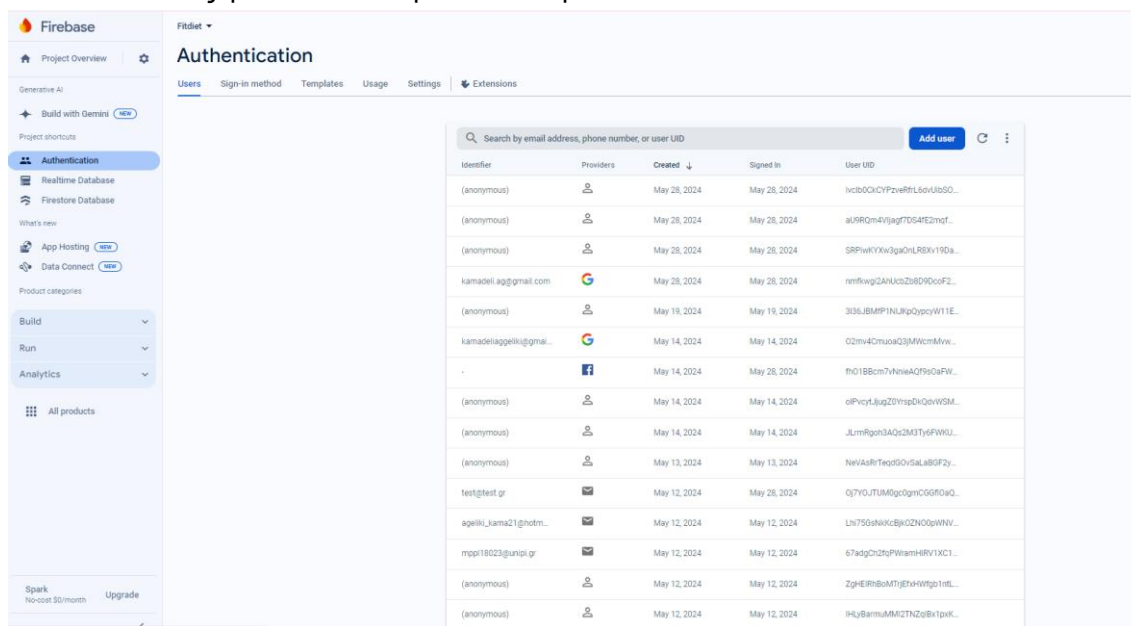 Firebase
Fitdiet
Project Overview
Authentication
Generative AI
Users Sign-in method Templates Usage Settings Extensions
Build with Gemini NEW
Project shortcuts
Search by email address, phone number, or user UID Add user
Authentication
Identifier Providers Created ↓ Signed In User UID
Realtime Database
(anonymous) May 28, 2024 May 28, 2024
Firestore Database
What's new
(anonymous) May 28, 2024 May 28, 2024
App Hosting NEW
(anonymous) May 28, 2024 May 28, 2024
Data Connect NEW
kamadeli.ag@gmail.com May 28, 2024 May 28, 2024
Product categories
(anonymous) May 19, 2024 May 19, 2024
Build
kamadeliaggeliki@gmai... May 14, 2024 May 14, 2024
Run
- May 14, 2024 May 28, 2024
Analytics
(anonymous) May 14, 2024 May 14, 2024
All products
(anonymous) May 14, 2024 May 14, 2024
(anonymous) May 13, 2024 May 13, 2024
test@test.gr May 12, 2024 May 28, 2024
ageliki_kama21@hotm... May 12, 2024 May 12, 2024
mppl18023@unipi.gr May 12, 2024 May 12, 2024
(anonymous) May 12, 2024 May 12, 2024
Spark
No-cost $0/month Upgrade
(anonymous) May 12, 2024 May 12, 2024